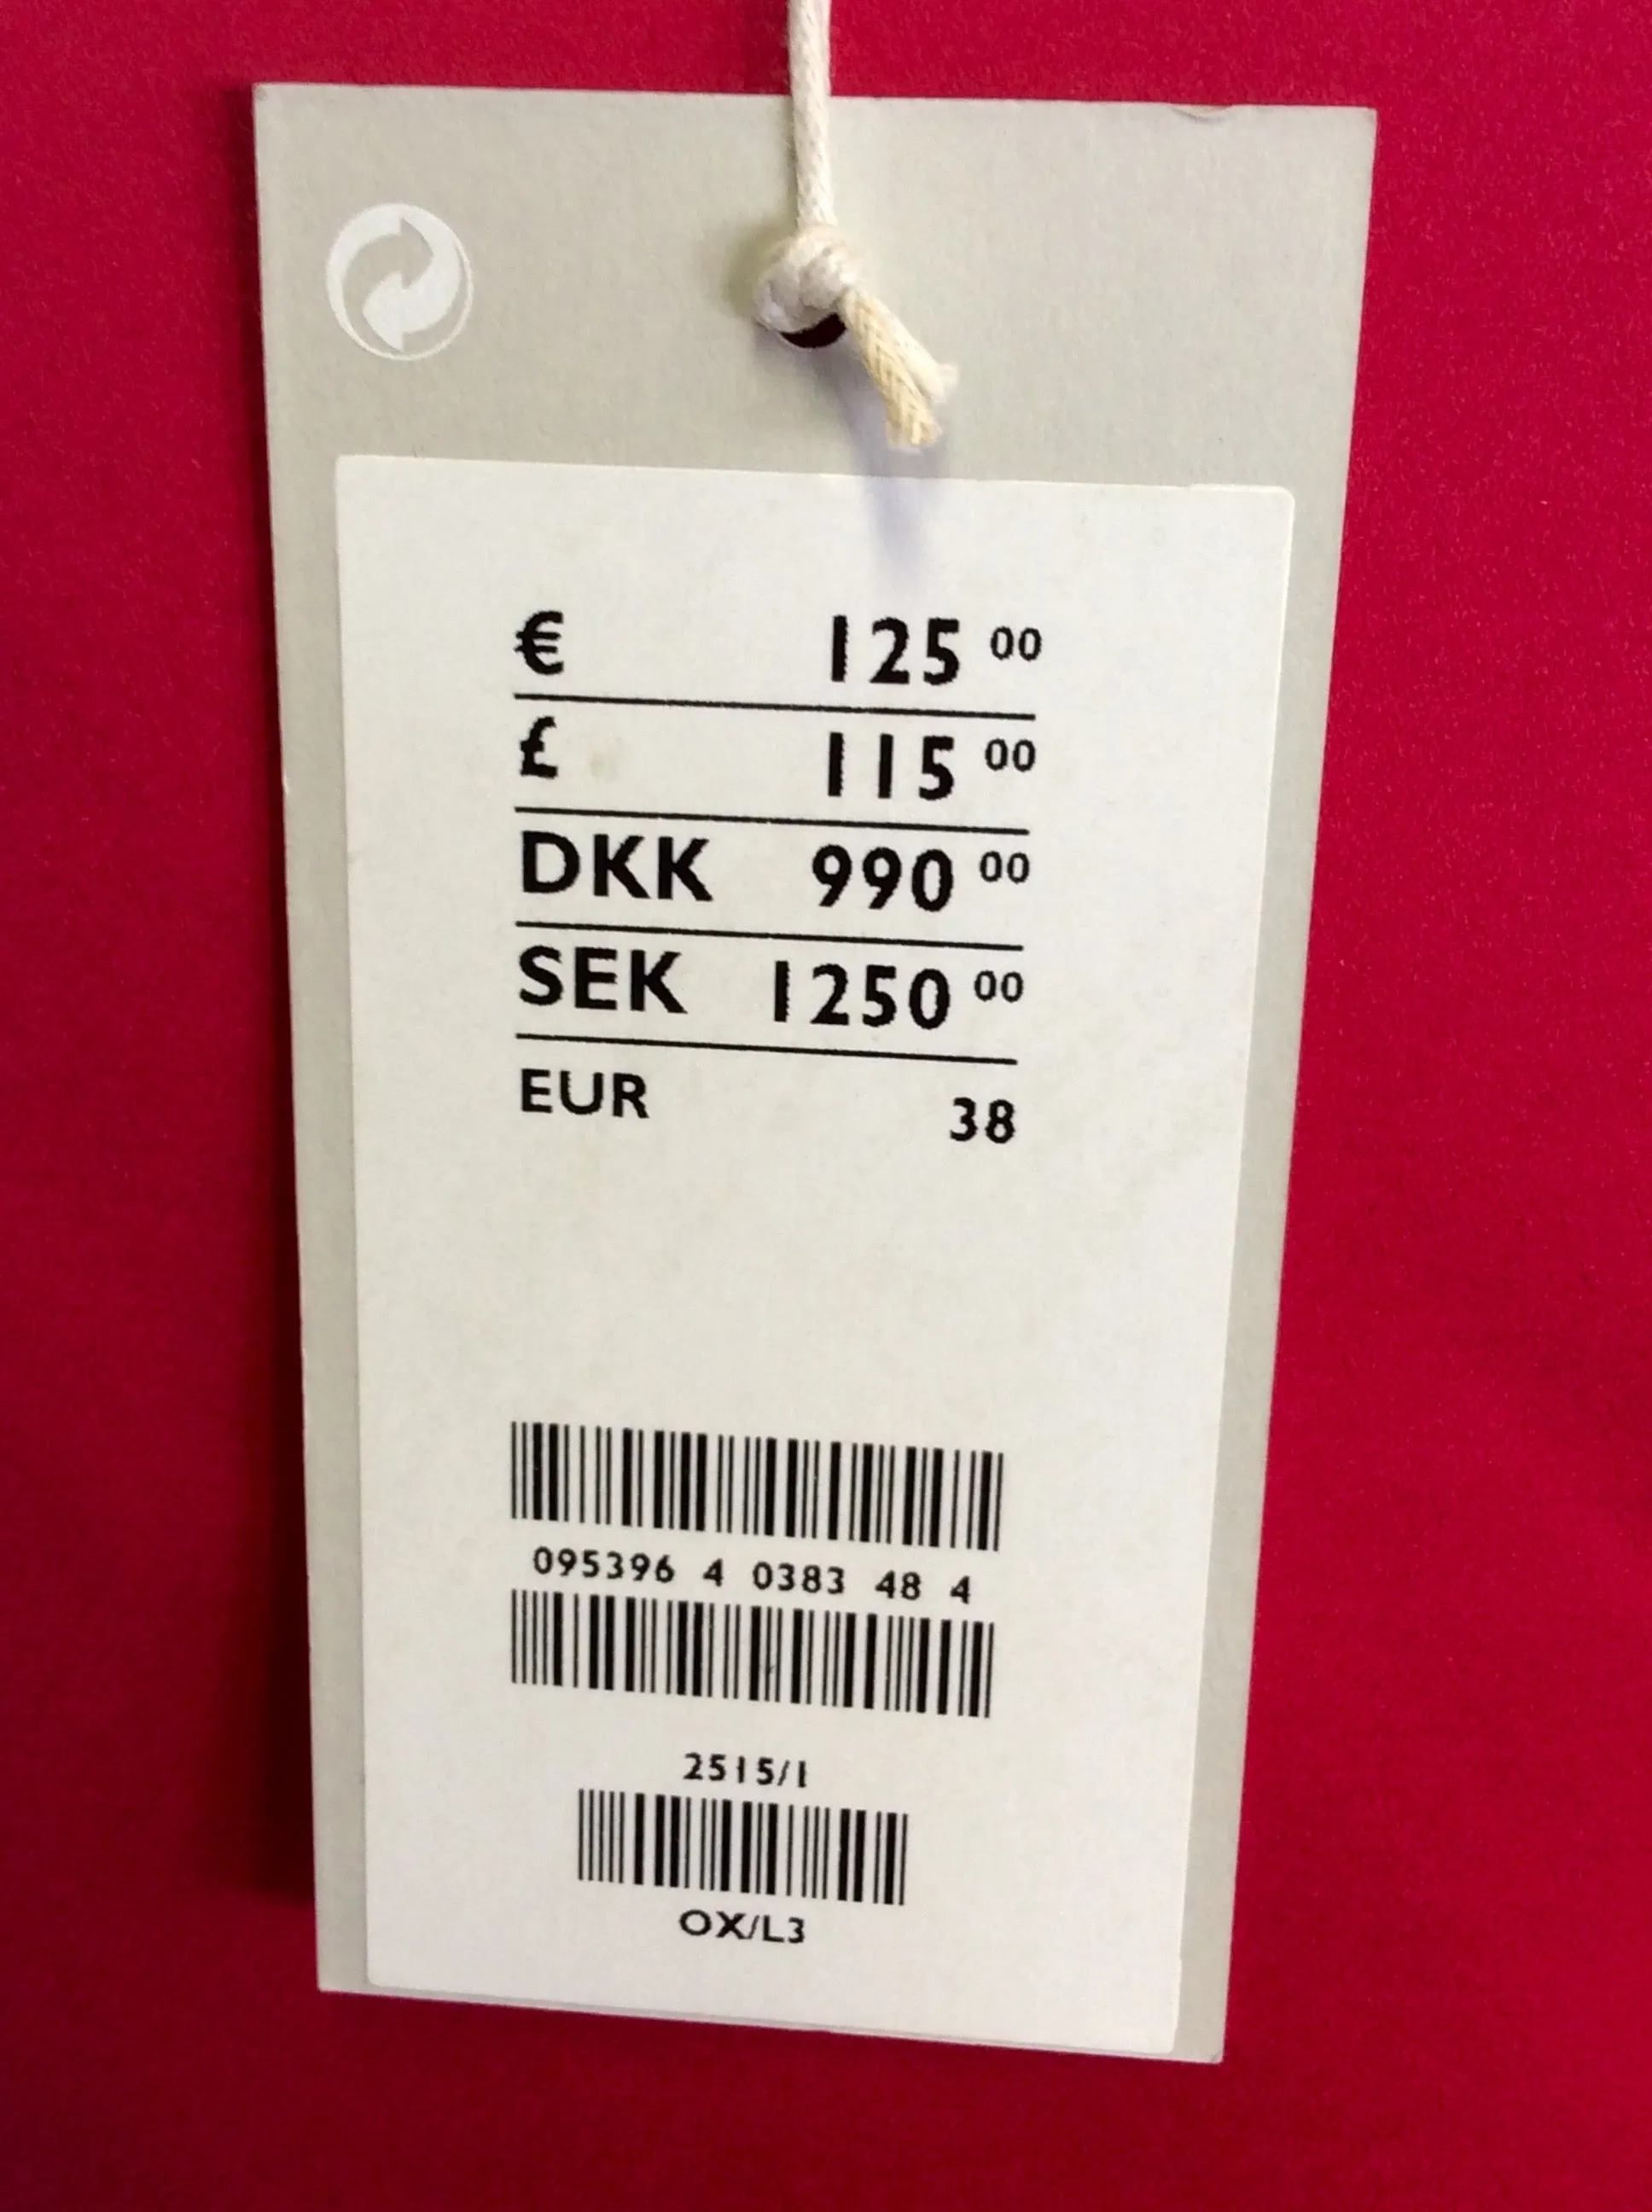 € 125 00
£ 115 00
DKK 990 00
SEK 1250 00
EUR 38
095396 4 0383 48 4
2515/1
OX/L3